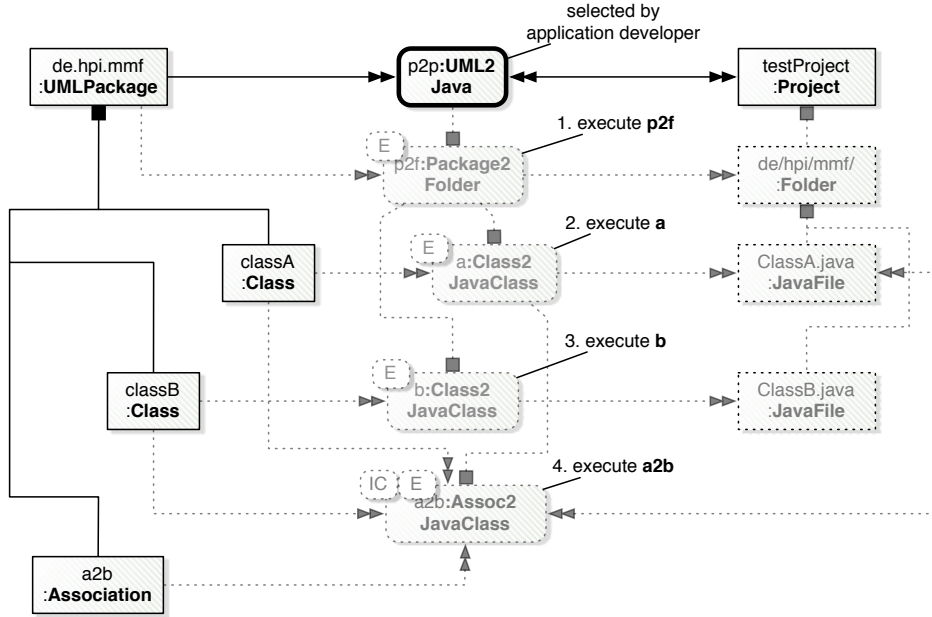 selected by
application developer
de.hpi.mmf
:UMLPackage
p2p:UML2
Java
testProject
:Project
1. execute p2f
E
p2f:Package2
Folder
de/hpi/mmf/
:Folder
2. execute a
E
classA
:Class
a:Class2
JavaClass
ClassA.java
:JavaFile
3. execute b
E
classB
:Class
b:Class2
JavaClass
ClassB.java
:JavaFile
4. execute a2b
IC
E
a2b:Assoc2
JavaClass
a2b
:Association